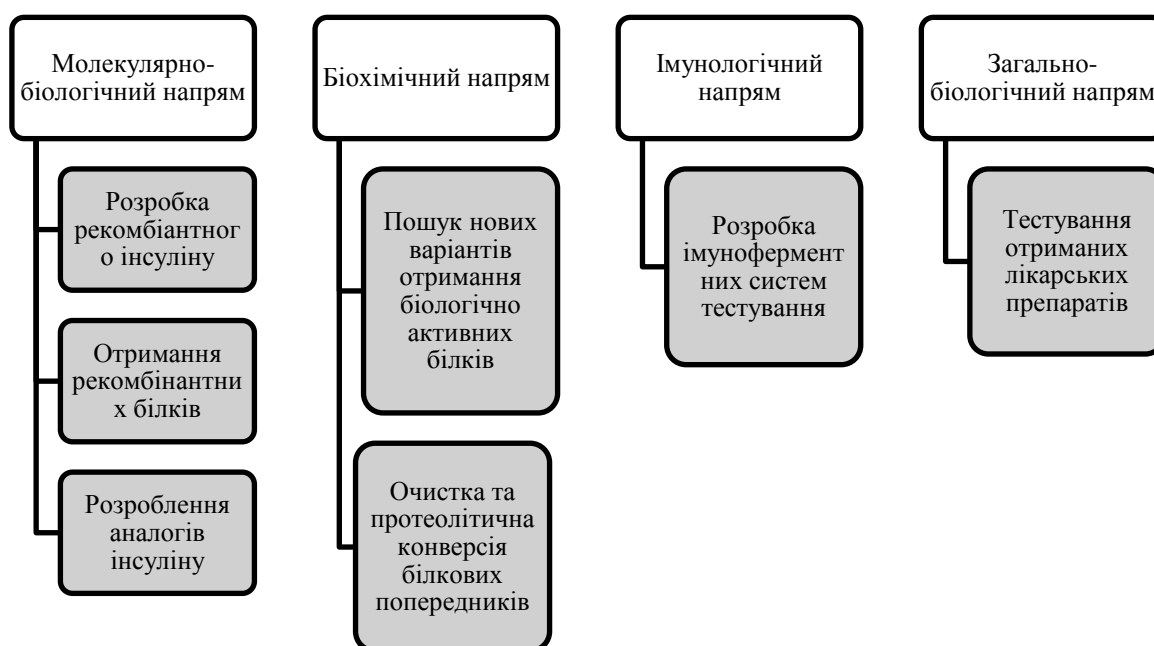 Молекулярно-
біологічний напрям
Розробка
рекомбіантног
о інсуліну
Отримання
рекомбінантни
х білків
Розроблення
аналогів
інсуліну
Біохімічний напрям
Пошук нових
варіантів
отримання
біологічно
активних
білків
Очистка та
протеолітична
конверсія
білкових
попередників
Імунологічний
напрям
Розробка
імунофермент
них систем
тестування
Загально-
біологічний напрям
Тестування
отриманих
лікарських
препаратів